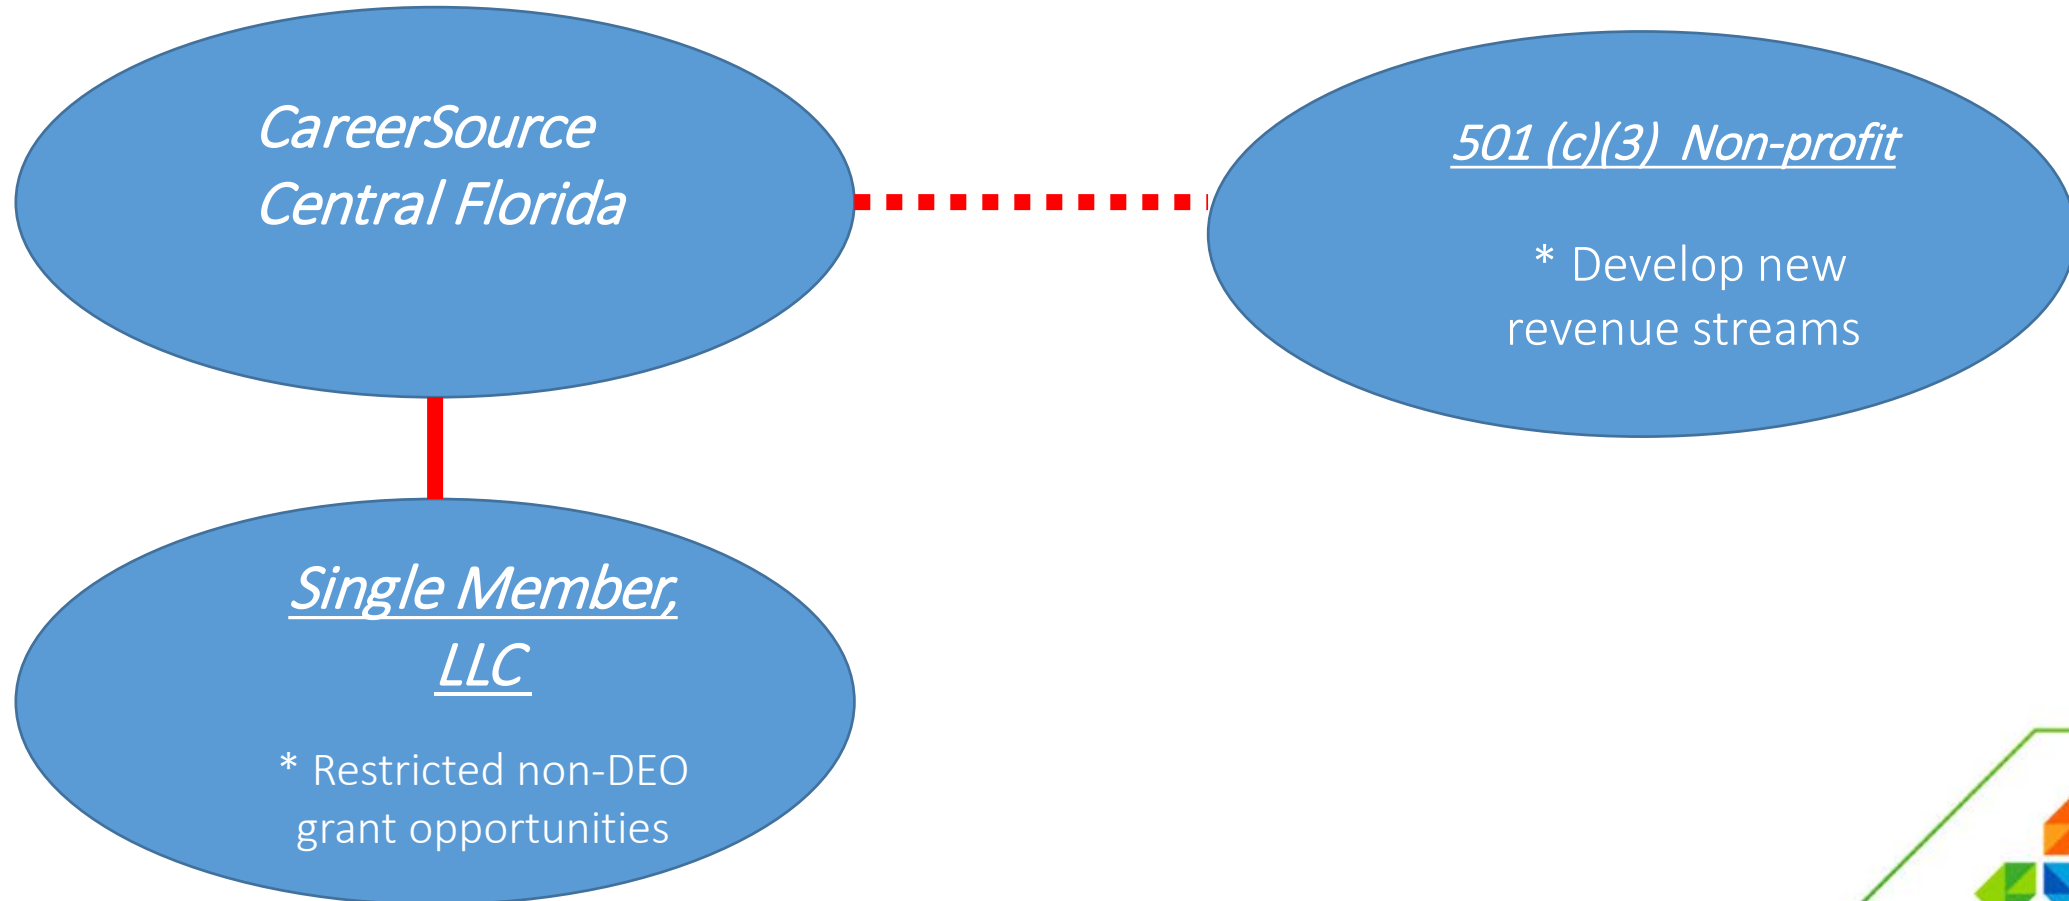 CareerSource
Central Florida
501 (c)(3) Non-profit
* Develop new
revenue streams
Single Member,
LLC
* Restricted non-DEO
grant opportunities